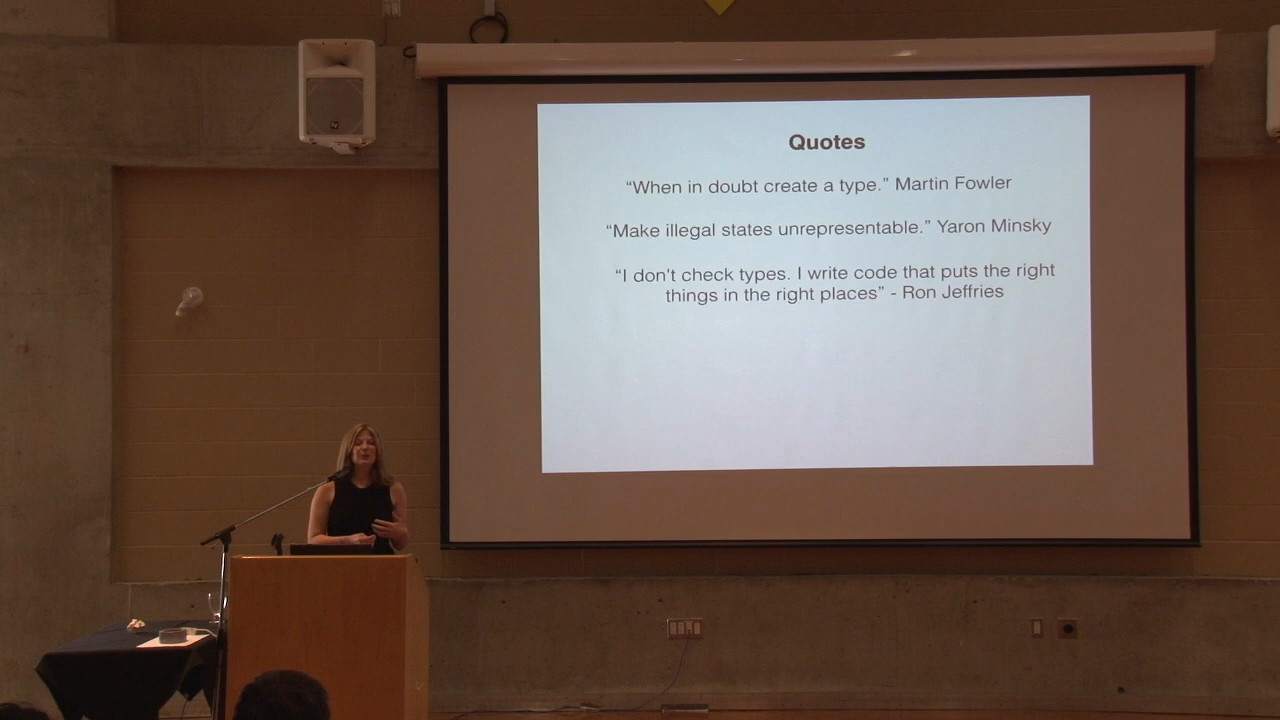 Quotes
“When in doubt create a type.” Martin Fowler
“Make illegal states unrepresentable.” Yaron Minsky
“I don't check types. I write code that puts the right
things in the right places” - Ron Jeffries